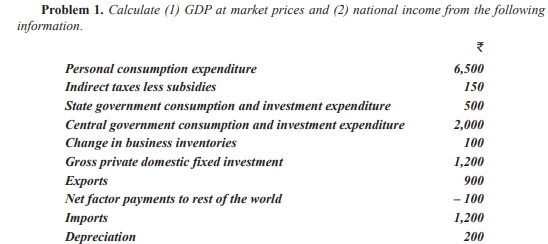 Problem 1. Calculate (1) GDP at market prices and (2) national income from the following
information.
₹
Personal consumption expenditure 6,500
Indirect taxes less subsidies 150
State government consumption and investment expenditure 500
Central government consumption and investment expenditure 2,000
Change in business inventories 100
Gross private domestic fixed investment 1,200
Exports 900
Net factor payments to rest of the world – 100
Imports 1,200
Depreciation 200